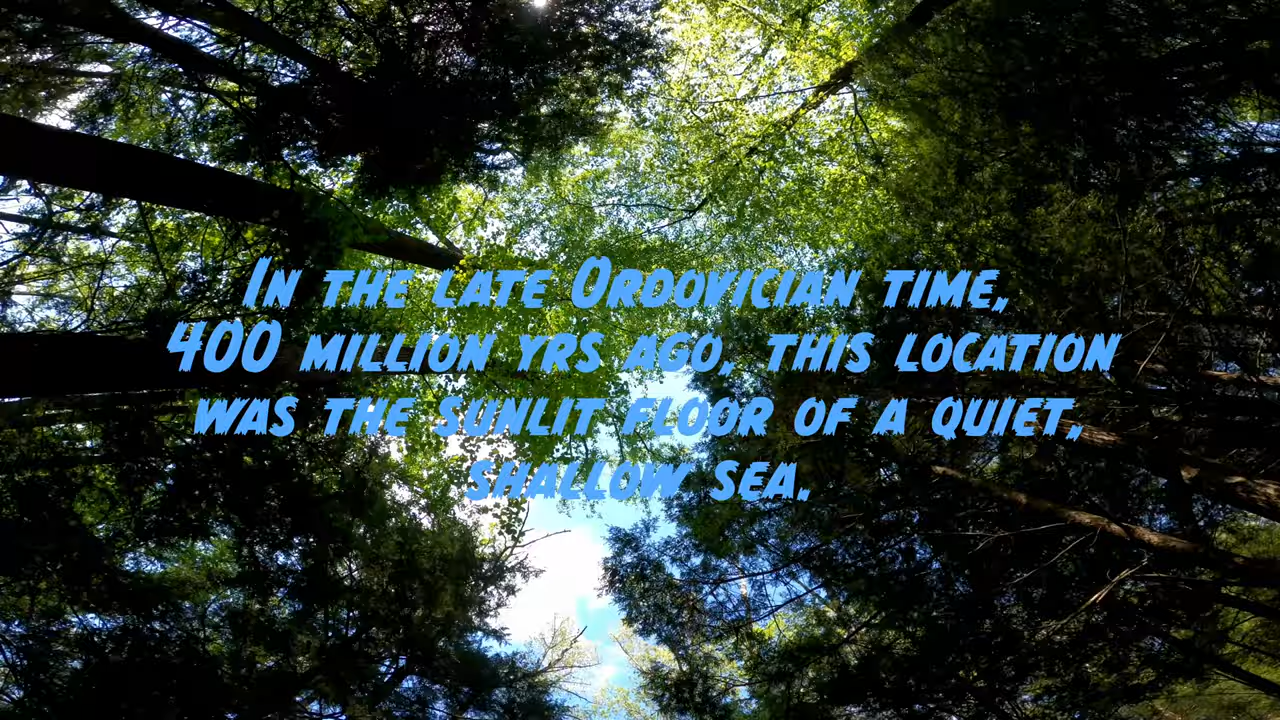 In the late Ordovician time,
400 million yrs ago, this location
was the sunlit floor of a quiet,
shallow sea.